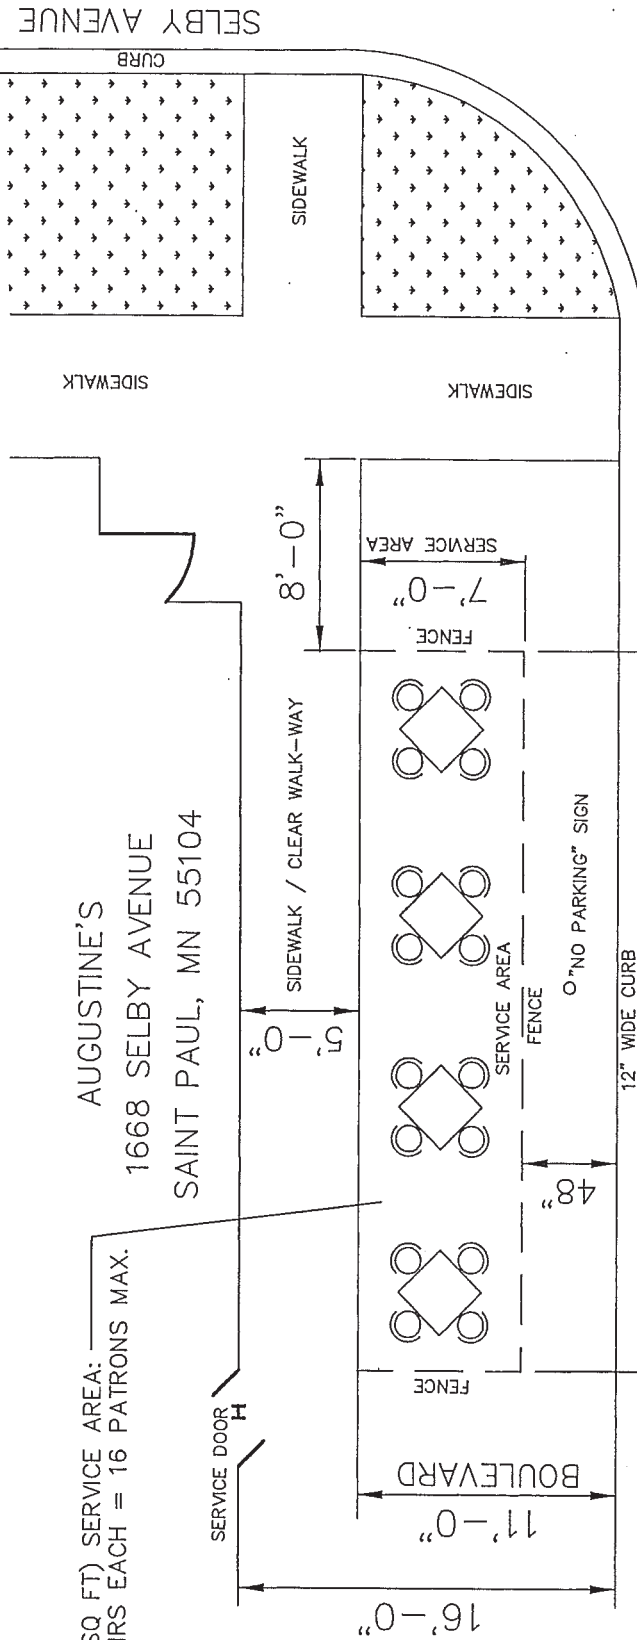 SELBY AVENUE
CURB
SIDEWALK
SIDEWALK
SIDEWALK
AUGUSTINE'S
1668 SELBY AVENUE
SAINT PAUL, MN 55104
SQ FT) SERVICE AREA:
EACH = 16 PATRONS MAX.
SERVICE DOOR
H
SIDEWALK / CLEAR WALK-WAY
5'-0"
8'-0"
SERVICE AREA
7'-0"
FENCE
SERVICE AREA
FENCE
"NO PARKING" SIGN
12" WIDE CURB
48"
FENCE
BOULEVARD
11'-0"
16'-0"